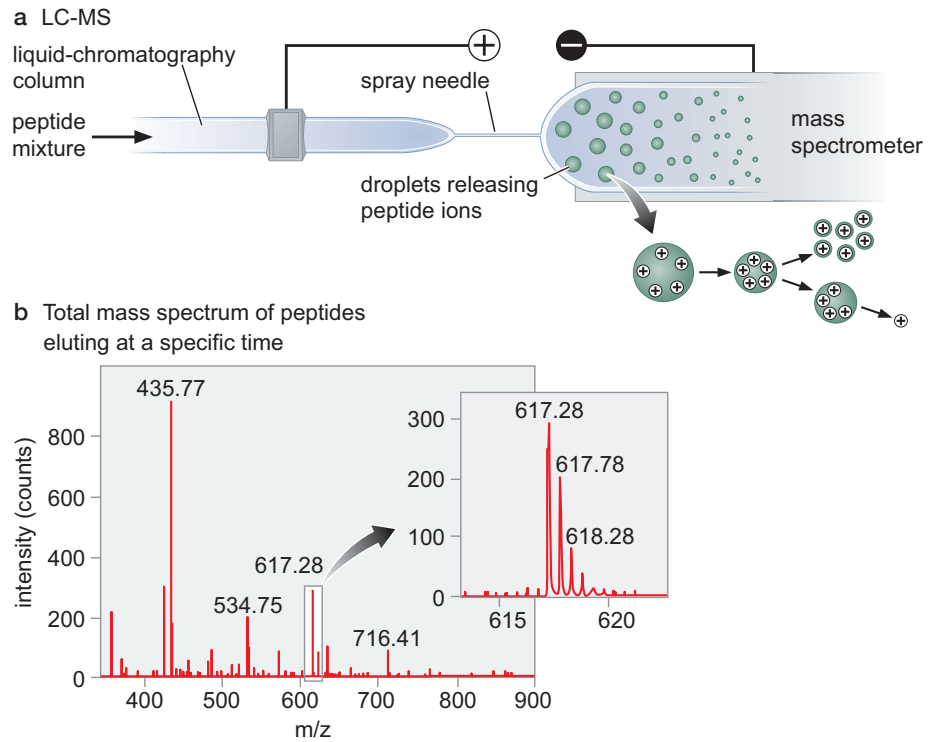 a LC-MS
liquid-chromatography
column
peptide
mixture
+
spray needle
−
droplets releasing
peptide ions
mass
spectrometer
+ + + + +
+ + + + +
+ + + + + +
+ + + + +
+
b Total mass spectrum of peptides
eluting at a specific time
intensity (counts)
800
600
400
200
0
435.77
534.75
617.28
716.41
400 500 600 700 800 900
m/z
300
200
100
0
617.28
617.78
618.28
615 620